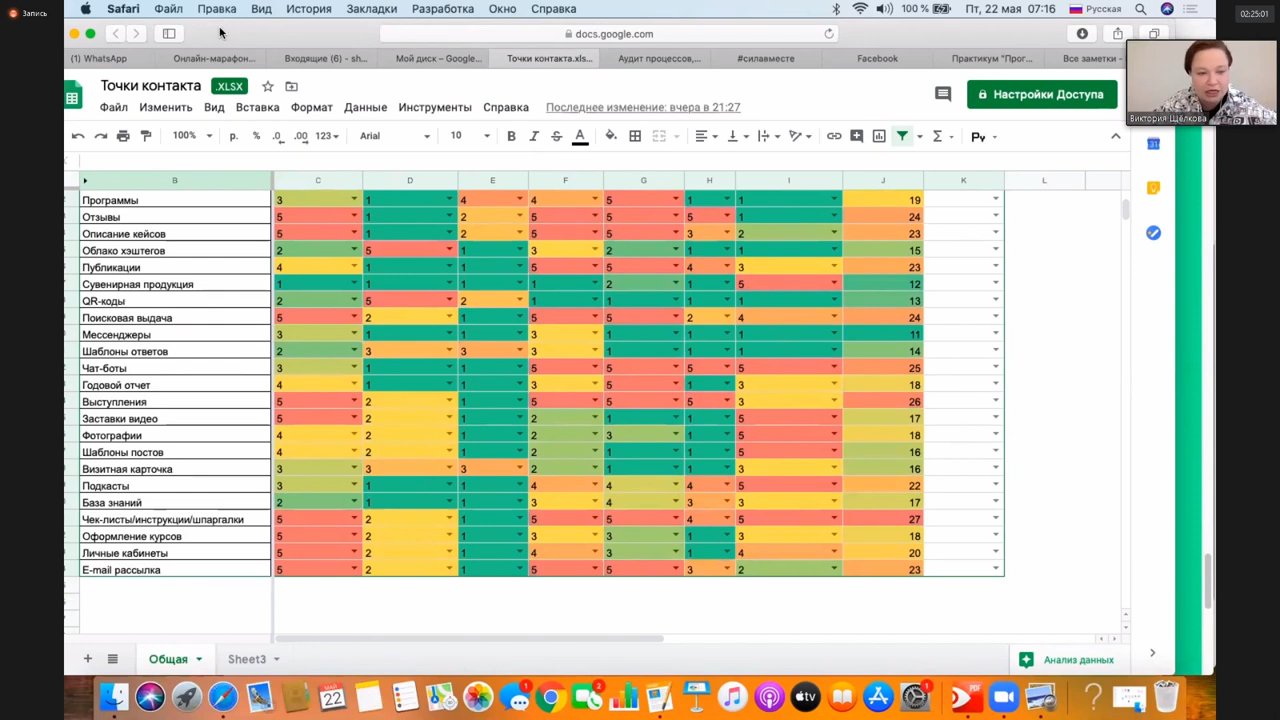 Запись
Safari Файл Правка Вид История Закладки Разработка Окно Справка 100 % Пт, 22 мая 07:16 Русская
02:25:01
docs.google.com
(1) WhatsApp Онлайн-марафон... Входящие (6) - sh... Мой диск – Google... Точки контакта.xls... Аудит процессов,... #силавместе Facebook Практикум "Прог... Все заметки -
Виктория Щёлкова
Точки контакта .XLSX
Настройки Доступа
Файл Изменить Вид Вставка Формат Данные Инструменты Справка Последнее изменение: вчера в 21:27
100% р. % .0 .00 123 Arial 10 B I S A
B C D E F G H I J K L
Программы 3 1 4 4 5 1 1 19
Отзывы 5 1 2 5 5 5 1 24
Описание кейсов 5 1 2 5 5 3 2 23
Облако хэштегов 2 5 1 3 2 1 1 15
Публикации 4 1 1 5 5 4 3 23
Сувенирная продукция 1 1 1 1 2 1 5 12
QR-коды 2 5 2 1 1 1 1 13
Поисковая выдача 5 2 1 5 5 2 4 24
Мессенджеры 3 1 1 3 1 1 1 11
Шаблоны ответов 2 3 3 3 1 1 1 14
Чат-боты 3 1 1 5 5 5 5 25
Годовой отчет 4 1 1 3 5 1 3 18
Выступления 5 2 1 5 5 5 3 26
Заставки видео 5 2 1 2 1 1 5 17
Фотографии 4 2 1 2 3 1 5 18
Шаблоны постов 4 2 1 2 1 1 5 16
Визитная карточка 3 3 3 2 1 1 3 16
Подкасты 3 1 1 4 4 4 5 22
База знаний 2 1 1 3 4 3 3 17
Чек-листы/инструкции/шпаргалки 5 2 1 5 5 4 5 27
Оформление курсов 5 2 1 3 3 1 3 18
Личные кабинеты 5 2 1 4 3 1 4 20
E-mail рассылка 5 2 1 5 5 3 2 23
Общая Sheet3 Анализ данных